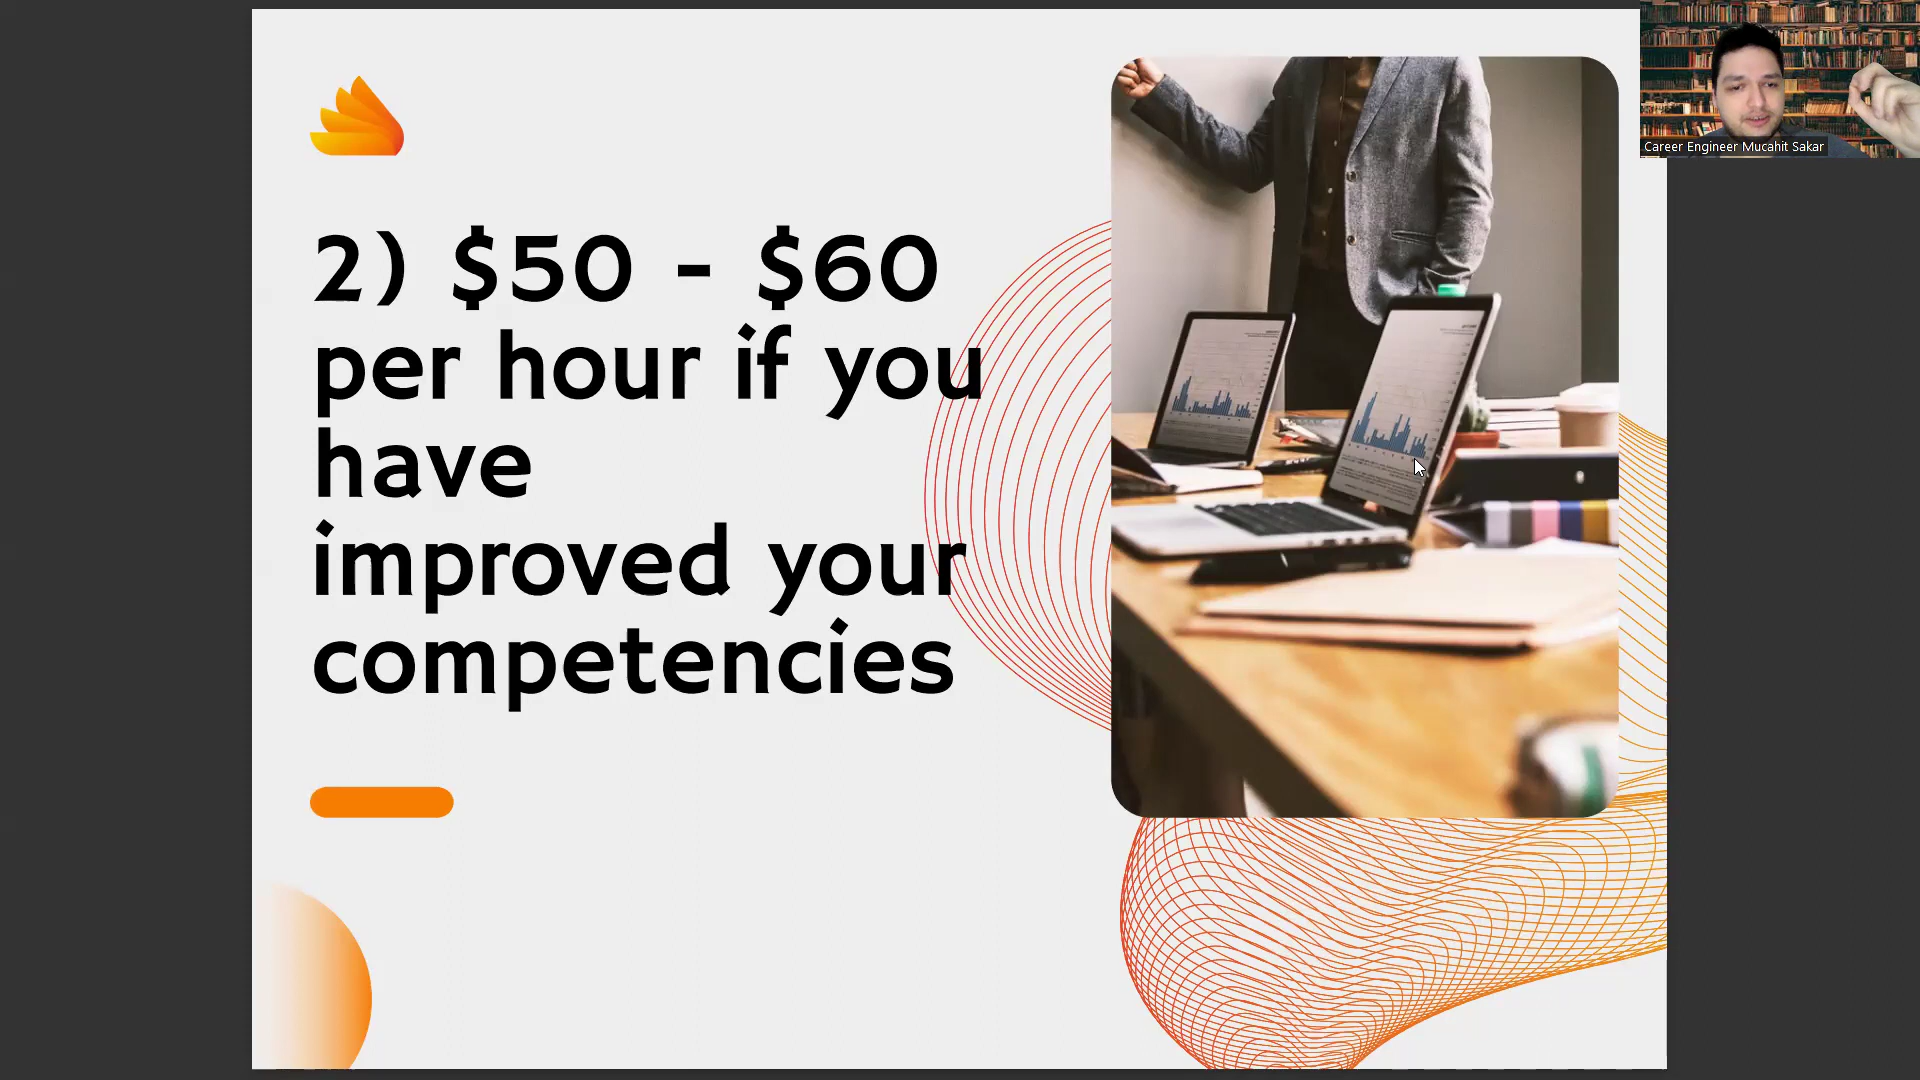 2) $50 - $60
per hour if you
have
improved your
competencies
Career Engineer Mucahit Sakar